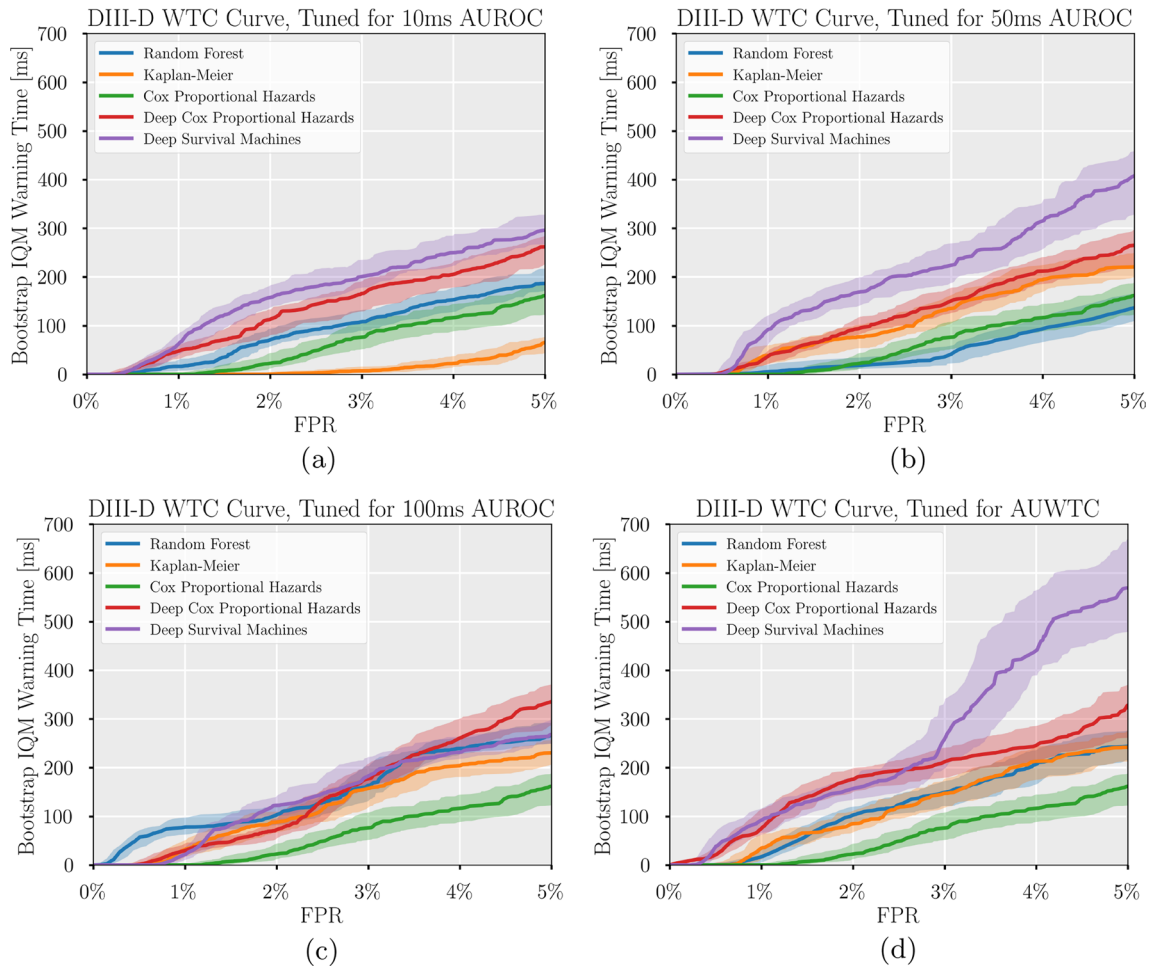 DIII-D WTC Curve, Tuned for 10ms AUROC
Bootstrap IQM Warning Time [ms]
700
600
500
400
300
200
100
0
Random Forest
Kaplan-Meier
Cox Proportional Hazards
Deep Cox Proportional Hazards
Deep Survival Machines
0% 1% 2% 3% 4% 5%
FPR
(a)
DIII-D WTC Curve, Tuned for 50ms AUROC
Bootstrap IQM Warning Time [ms]
700
600
500
400
300
200
100
0
Random Forest
Kaplan-Meier
Cox Proportional Hazards
Deep Cox Proportional Hazards
Deep Survival Machines
0% 1% 2% 3% 4% 5%
FPR
(b)
DIII-D WTC Curve, Tuned for 100ms AUROC
Bootstrap IQM Warning Time [ms]
700
600
500
400
300
200
100
0
Random Forest
Kaplan-Meier
Cox Proportional Hazards
Deep Cox Proportional Hazards
Deep Survival Machines
0% 1% 2% 3% 4% 5%
FPR
(c)
DIII-D WTC Curve, Tuned for AUWTC
Bootstrap IQM Warning Time [ms]
700
600
500
400
300
200
100
0
Random Forest
Kaplan-Meier
Cox Proportional Hazards
Deep Cox Proportional Hazards
Deep Survival Machines
0% 1% 2% 3% 4% 5%
FPR
(d)